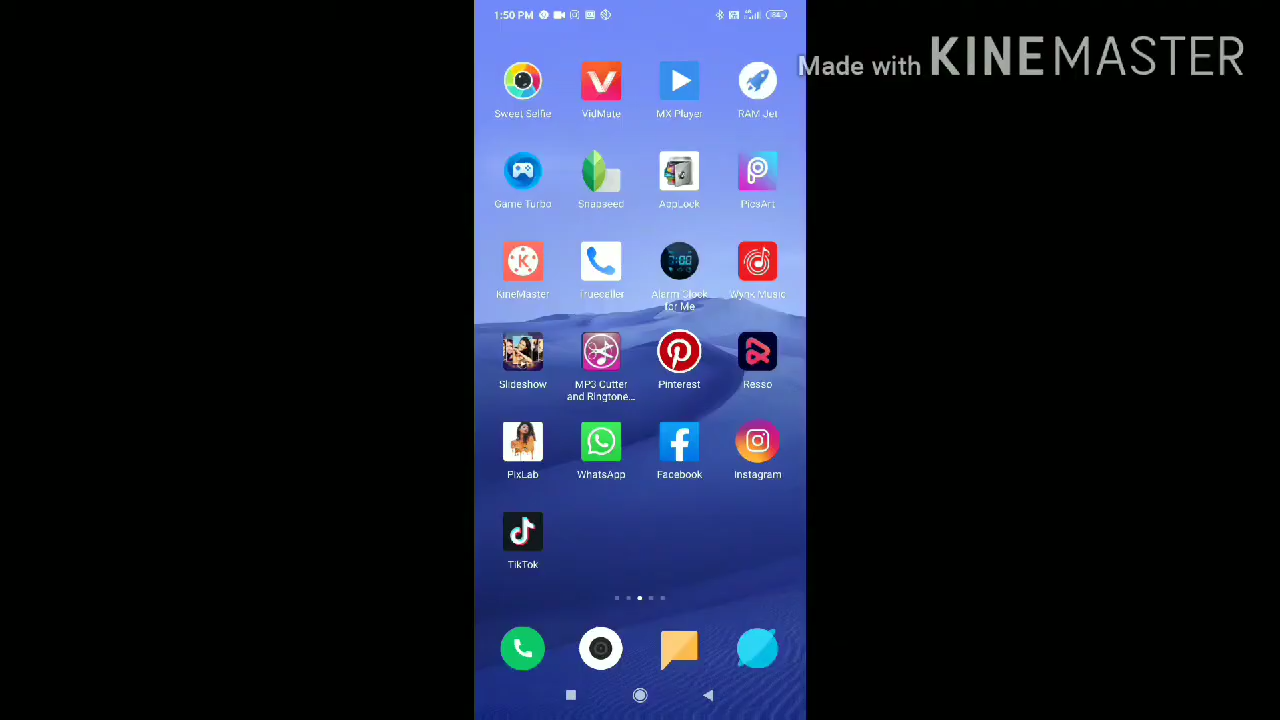 1:50 PM
Made with KINEMASTER
Sweet Selfie
VidMate
MX Player
RAM Jet
Game Turbo
Snapseed
AppLock
PicsArt
KineMaster
Truecaller
Alarm Clock
for Me
Wynk Music
Slideshow
MP3 Cutter
and Ringtone...
Pinterest
Resso
PixLab
WhatsApp
Facebook
Instagram
TikTok